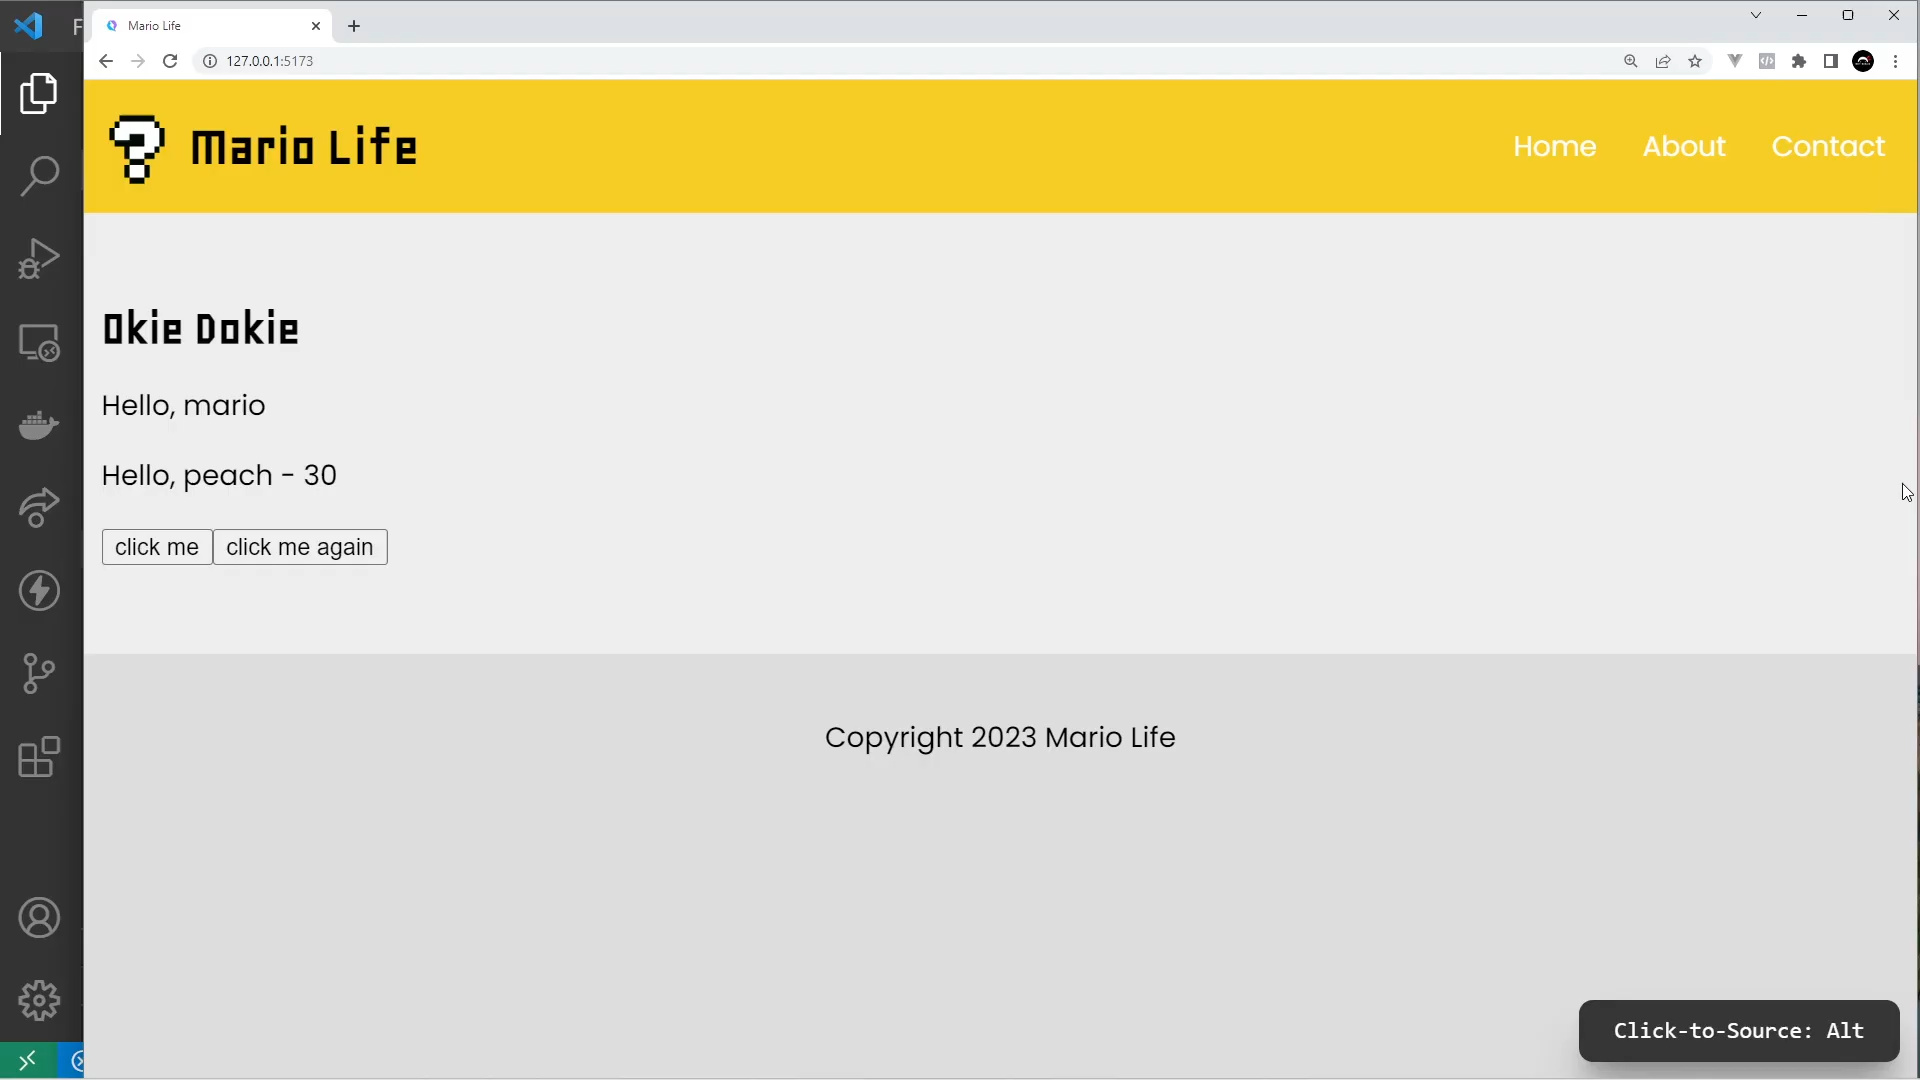 F
Mario Life
127.0.0.1:5173
Mario Life
Home About Contact
Okie Dokie
Hello, mario
Hello, peach - 30
click me click me again
Copyright 2023 Mario Life
Click-to-Source: Alt